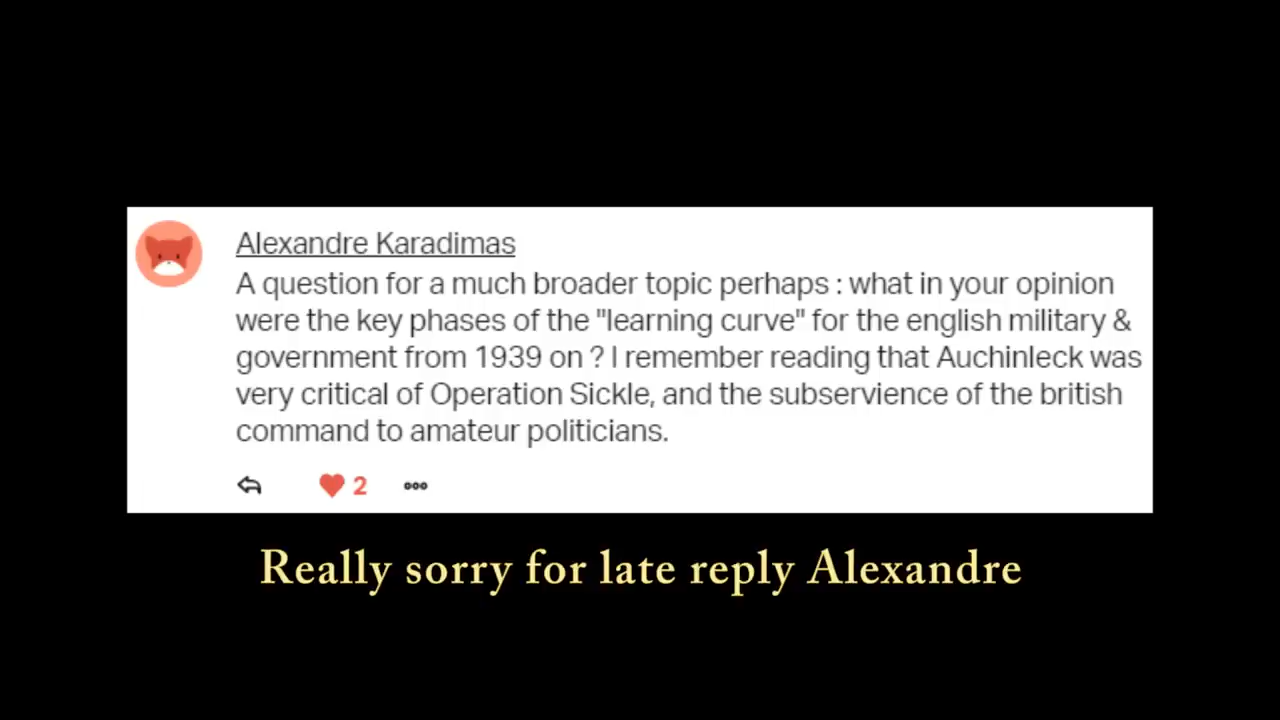 Alexandre Karadimas
A question for a much broader topic perhaps : what in your opinion
were the key phases of the "learning curve" for the english military &
government from 1939 on ? I remember reading that Auchinleck was
very critical of Operation Sickle, and the subservience of the british
command to amateur politicians.
2
Really sorry for late reply Alexandre